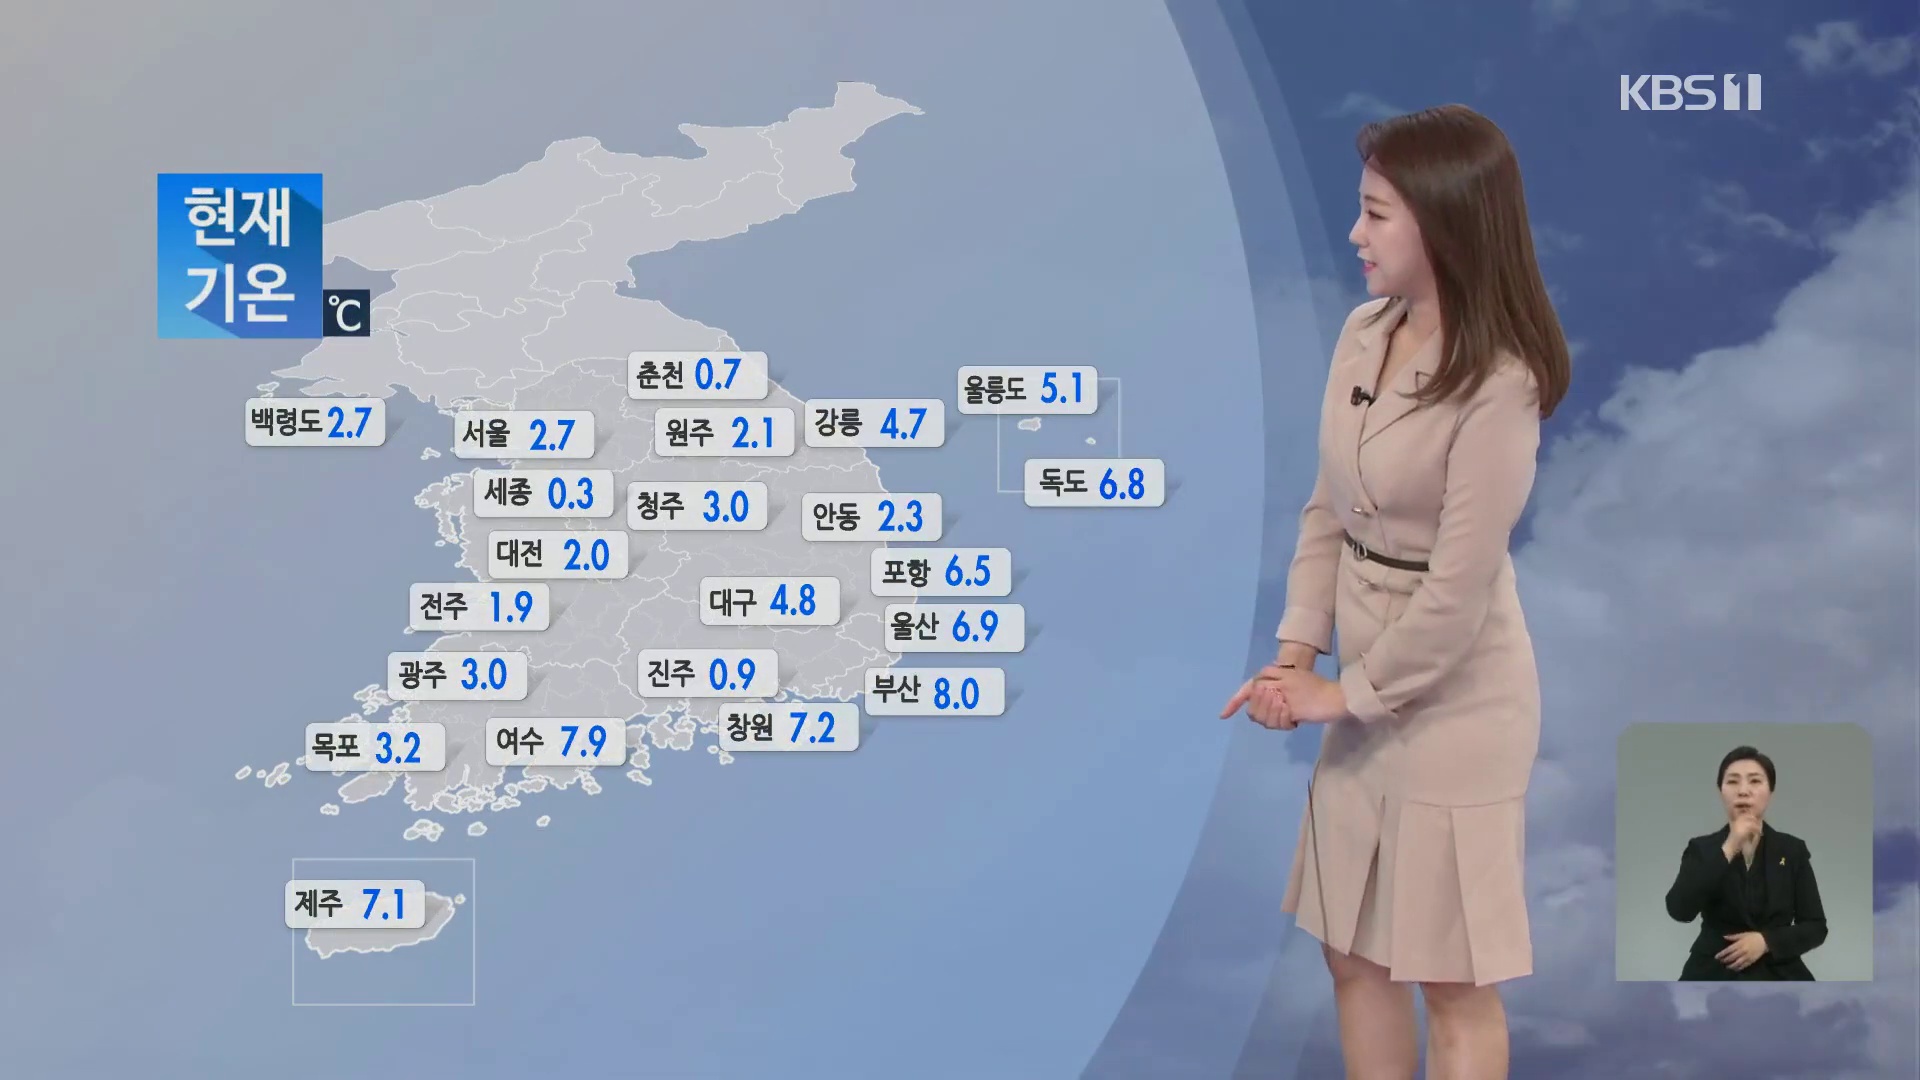 KBS 1
현재
기온
℃
춘천 0.7
울릉도 5.1
백령도 2.7
서울 2.7
원주 2.1
강릉 4.7
독도 6.8
세종 0.3
청주 3.0
안동 2.3
대전 2.0
포항 6.5
전주 1.9
대구 4.8
울산 6.9
광주 3.0
진주 0.9
부산 8.0
목포 3.2
여수 7.9
창원 7.2
제주 7.1